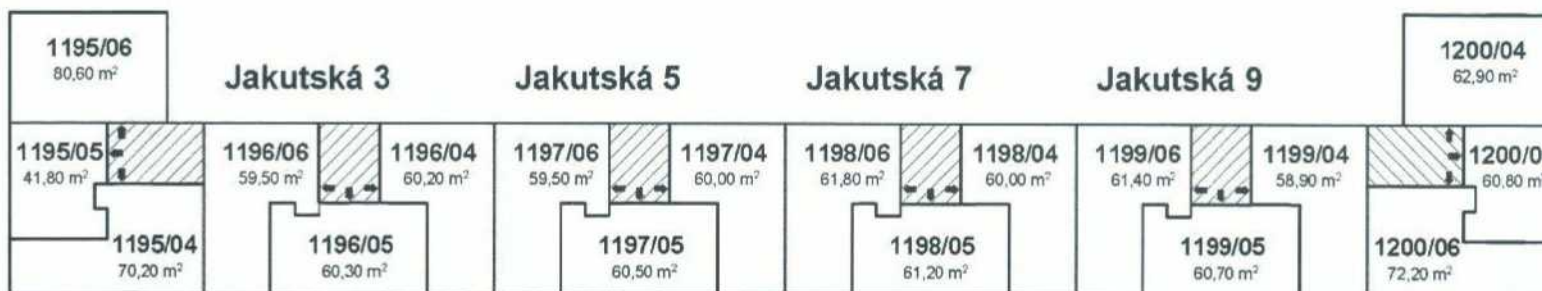 1195/06
80,60 m²
Jakutská 3
Jakutská 5
Jakutská 7
Jakutská 9
1200/04
62,90 m²
1195/05
41,80 m²
1196/06
59,50 m²
1196/04
60,20 m²
1197/06
59,50 m²
1197/04
60,00 m²
1198/06
61,80 m²
1198/04
60,00 m²
1199/06
61,40 m²
1199/04
58,90 m²
60,80 m²
1195/04
70,20 m²
1196/05
60,30 m²
1197/05
60,50 m²
1198/05
61,20 m²
1199/05
60,70 m²
1200/06
72,20 m²